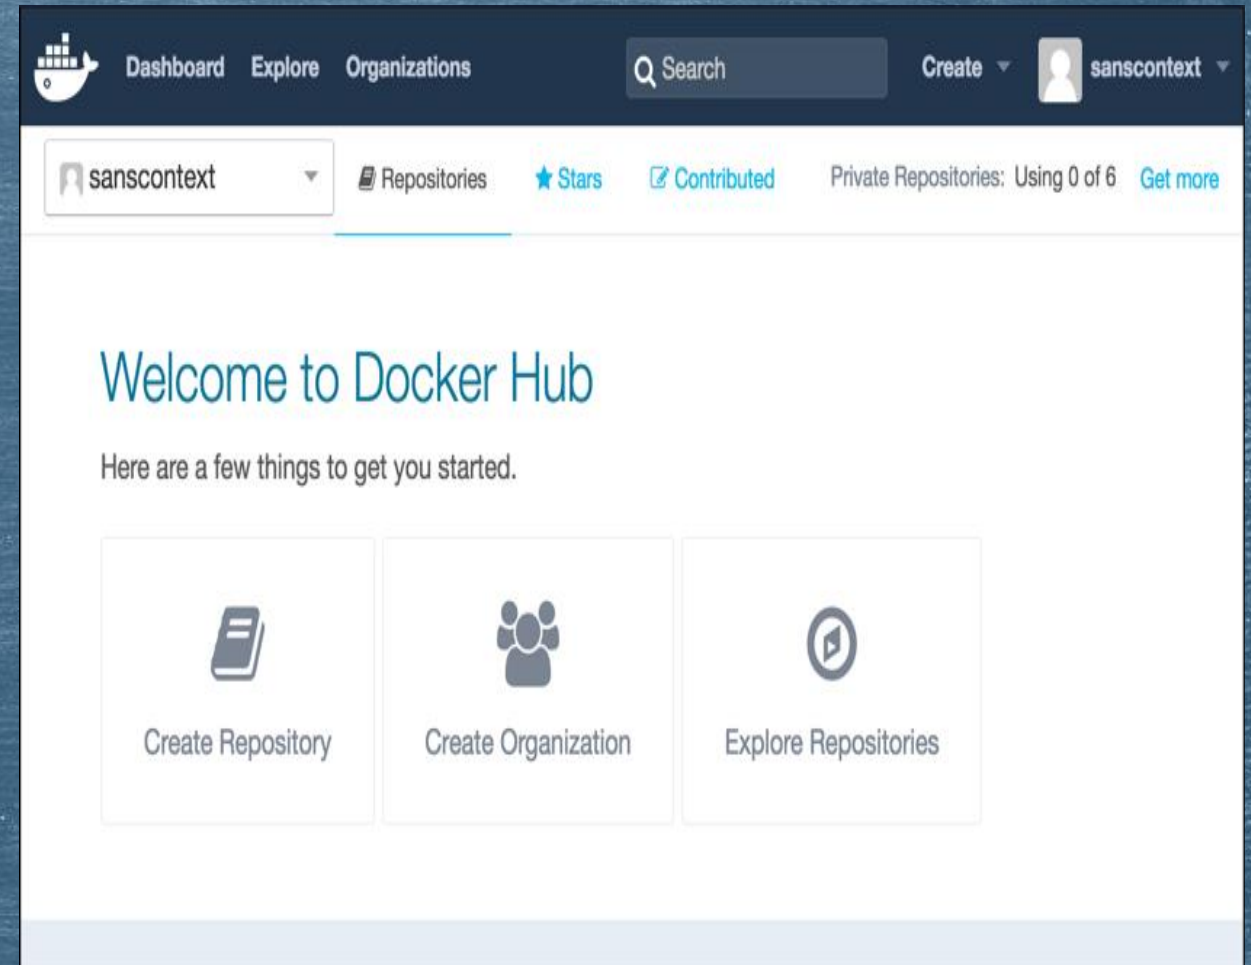 Dashboard Explore Organizations Search Create sanscontext
sanscontext Repositories Stars Contributed Private Repositories: Using 0 of 6 Get more
Welcome to Docker Hub
Here are a few things to get you started.
Create Repository Create Organization Explore Repositories